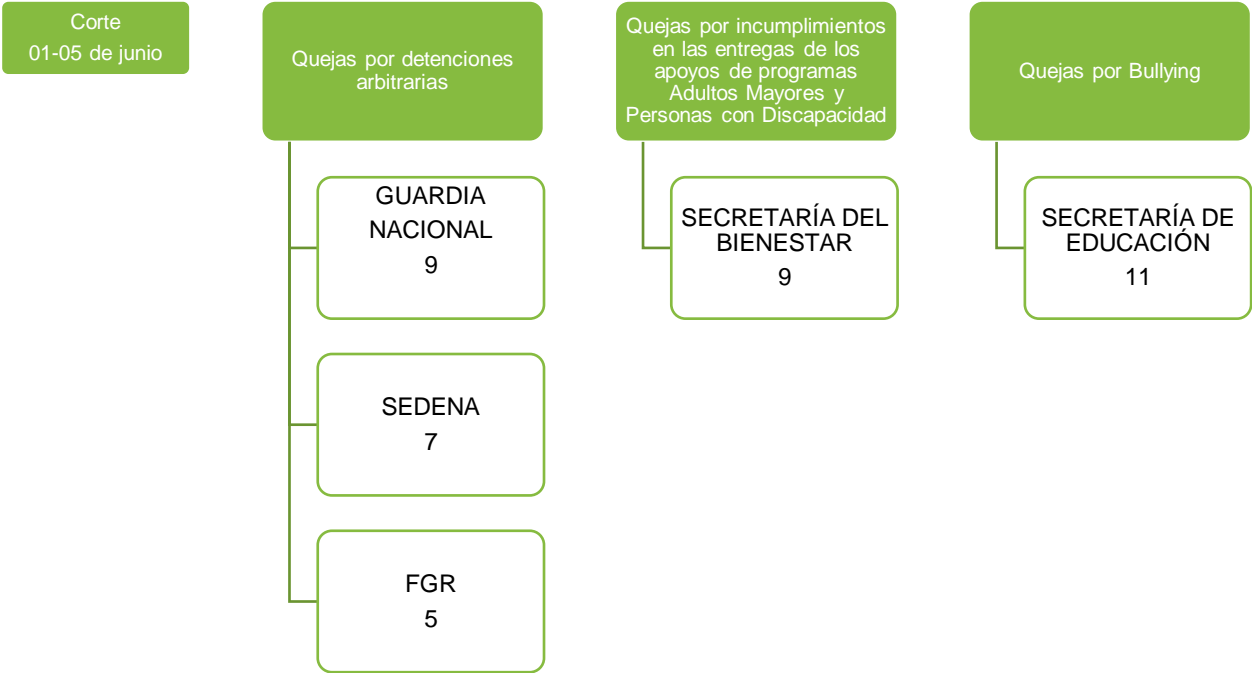 Corte
01-05 de junio
Quejas por detenciones
arbitrarias
GUARDIA
NACIONAL
9
SEDENA
7
FGR
5
Quejas por incumplimientos
en las entregas de los
apoyos de programas
Adultos Mayores y
Personas con Discapacidad
SECRETARÍA DEL
BIENESTAR
9
Quejas por Bullying
SECRETARÍA DE
EDUCACIÓN
11